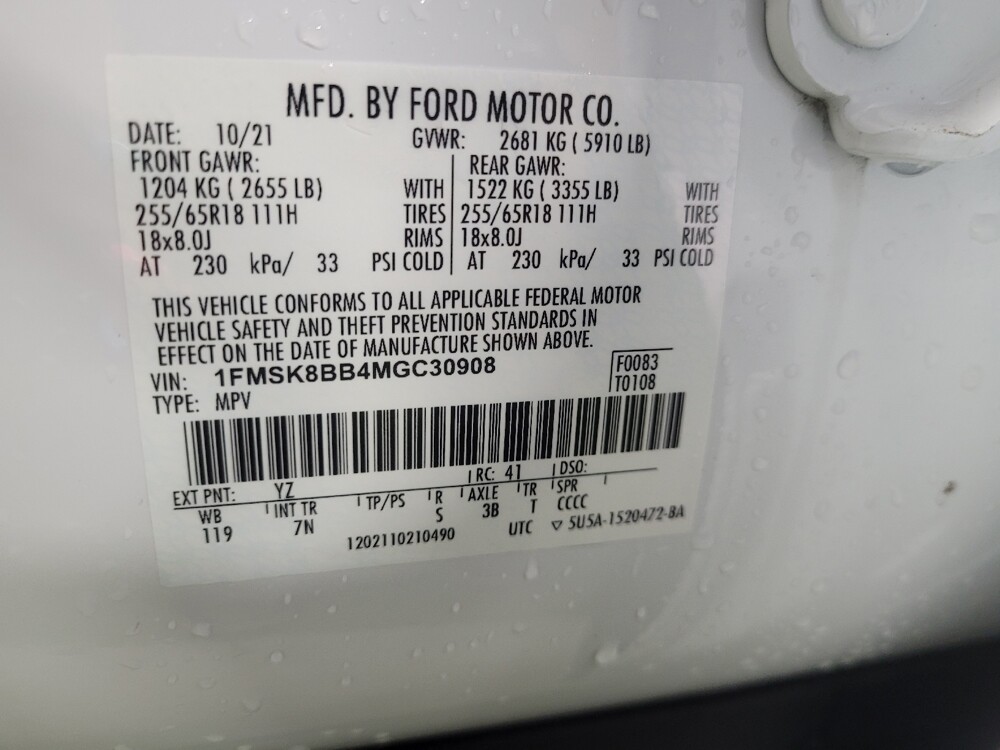 MFD. BY FORD MOTOR CO.
DATE: 10/21 GVWR: 2681 KG ( 5910 LB)
FRONT GAWR: REAR GAWR:
1204 KG ( 2655 LB) WITH 1522 KG ( 3355 LB) WITH
255/65R18 111H TIRES 255/65R18 111H TIRES
18x8.0J RIMS 18x8.0J RIMS
AT 230 kPa/ 33 PSI COLD AT 230 kPa/ 33 PSI COLD
THIS VEHICLE CONFORMS TO ALL APPLICABLE FEDERAL MOTOR
VEHICLE SAFETY AND THEFT PREVENTION STANDARDS IN
EFFECT ON THE DATE OF MANUFACTURE SHOWN ABOVE.
VIN: 1FMSK8BB4MGC30908 F0083
TYPE: MPV T0108
EXT PNT: YZ RC: 41 DSO:
WB INT TR TP/PS R AXLE TR SPR
119 7N S 3B T CCCC
1202110210490 UTC ▽ 5U5A-1520472-BA